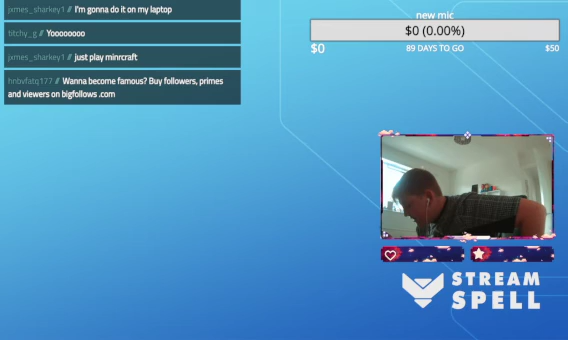 jxmes_sharkey1 // I'm gonna do it on my laptop
titchy_g // Yoooooooo
jxmes_sharkey1 // just play minrcraft
hnbvfatq177 // Wanna become famous? Buy followers, primes
and viewers on bigfollows .com
new mic
$0 (0.00%)
$0 89 DAYS TO GO $50
STREAM
SPELL